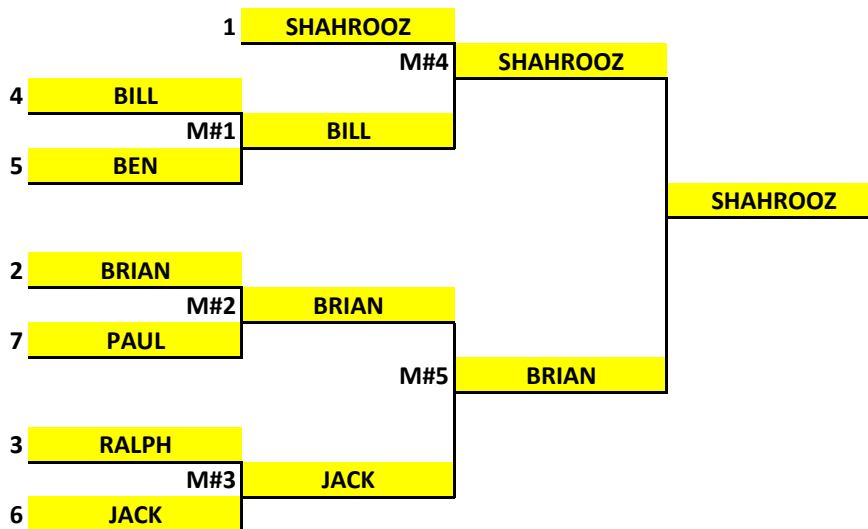 1 SHAHROOZ
M#4 SHAHROOZ
4 BILL
M#1 BILL
5 BEN
SHAHROOZ
2 BRIAN
M#2 BRIAN
7 PAUL
M#5 BRIAN
3 RALPH
M#3 JACK
6 JACK